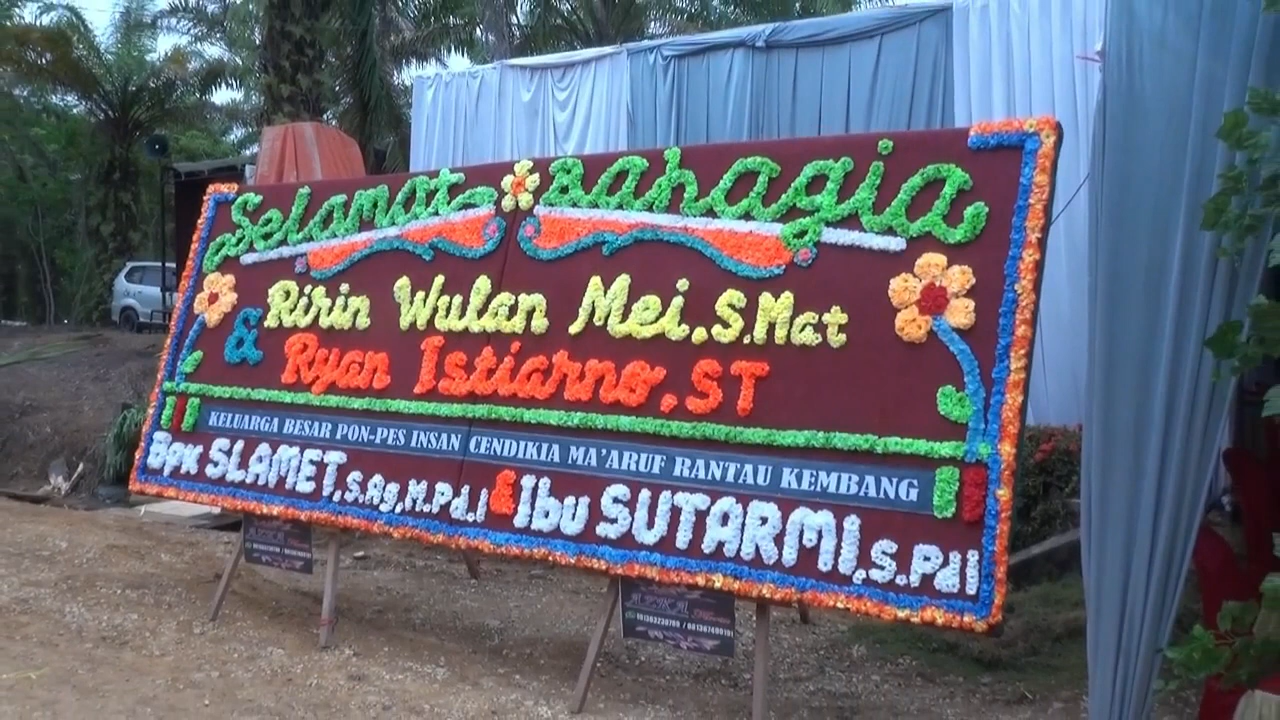 Selamat Bahagia
Ririn Wulan Mei, S.Mat
& Ryan Istiarno, ST
KELUARGA BESAR PON-PES INSAN CENDIKIA MA'ARUF RANTAU KEMBANG
Bpk SLAMET, S.Ag, M.Pd.I & Ibu SUTARMI, S.PdI